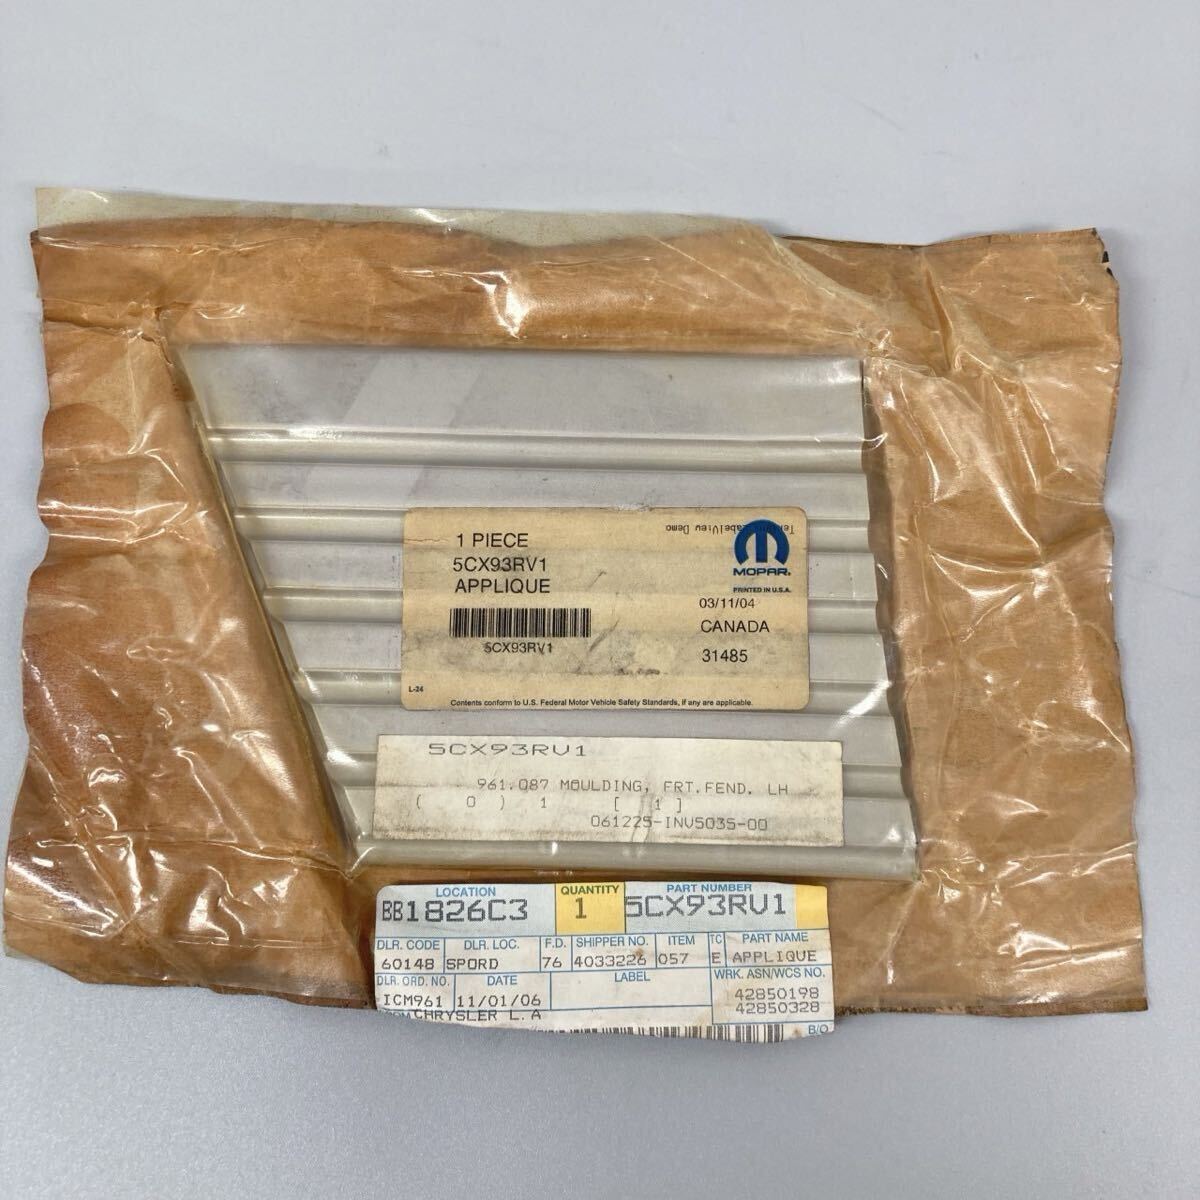 1 PIECE
5CX93RV1
APPLIQUE
5CX93RV1
L-24
LabelView Demo
MOPAR®
PRINTED IN U.S.A.
03/11/04
CANADA
31485
Contents conform to U.S. Federal Motor Vehicle Safety Standards, if any are applicable.
5CX93RV1
961.087 MOULDING, FRT.FEND, LH
( 0 ) 1 [ 1 ]
061225-INV5035-00
LOCATION QUANTITY PART NUMBER
BB1826C3 1 5CX93RV1
DLR. CODE DLR. LOC. F.D. SHIPPER NO. ITEM TC PART NAME
60148 5PORD 76 4033226 057 E APPLIQUE
DLR. ORD. NO. DATE LABEL WRK. ASN/WCS NO.
ICM961 11/01/06 42850198
CHRYSLER L.A 42850328
B/O